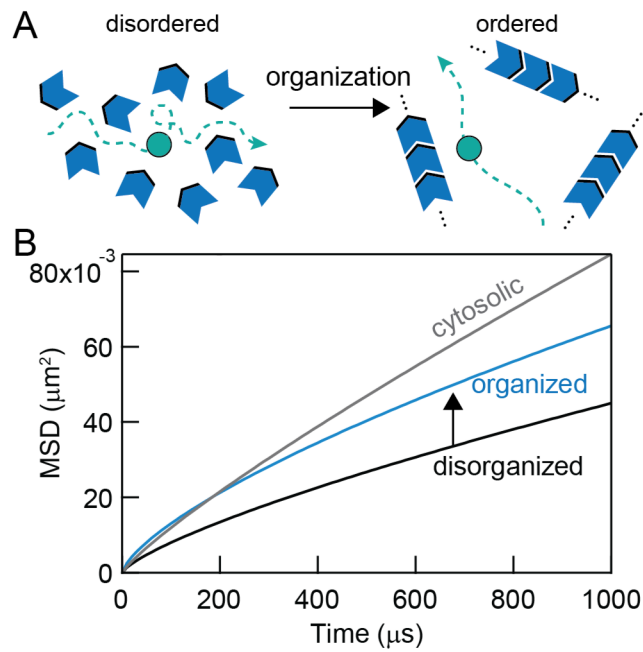 A
disordered
ordered
organization
B
80x10-3
60
40
20
0
MSD (μm²)
cytosolic
organized
disorganized
0
200
400
600
800
1000
Time (μs)